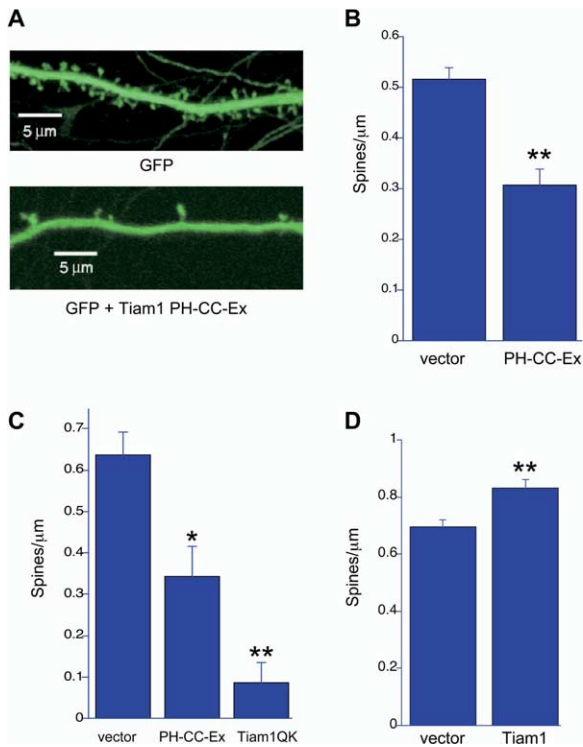 A
5 μm
GFP
5 μm
GFP + Tiam1 PH-CC-Ex
B
Spines/μm
0.6
0.5
0.4
0.3
0.2
0.1
0
**
vector PH-CC-Ex
C
Spines/μm
0.7
0.6
0.5
0.4
0.3
0.2
0.1
0
*
**
vector PH-CC-Ex Tiam1QK
D
Spines/μm
1
0.8
0.6
0.4
0.2
0
**
vector Tiam1